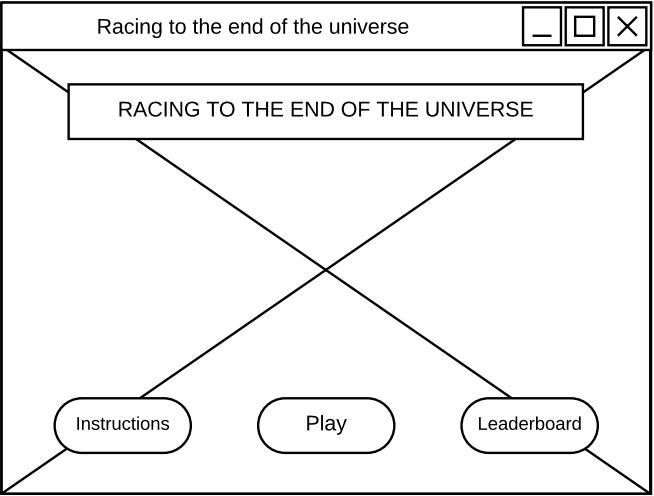 Racing to the end of the universe
RACING TO THE END OF THE UNIVERSE
Instructions
Play
Leaderboard